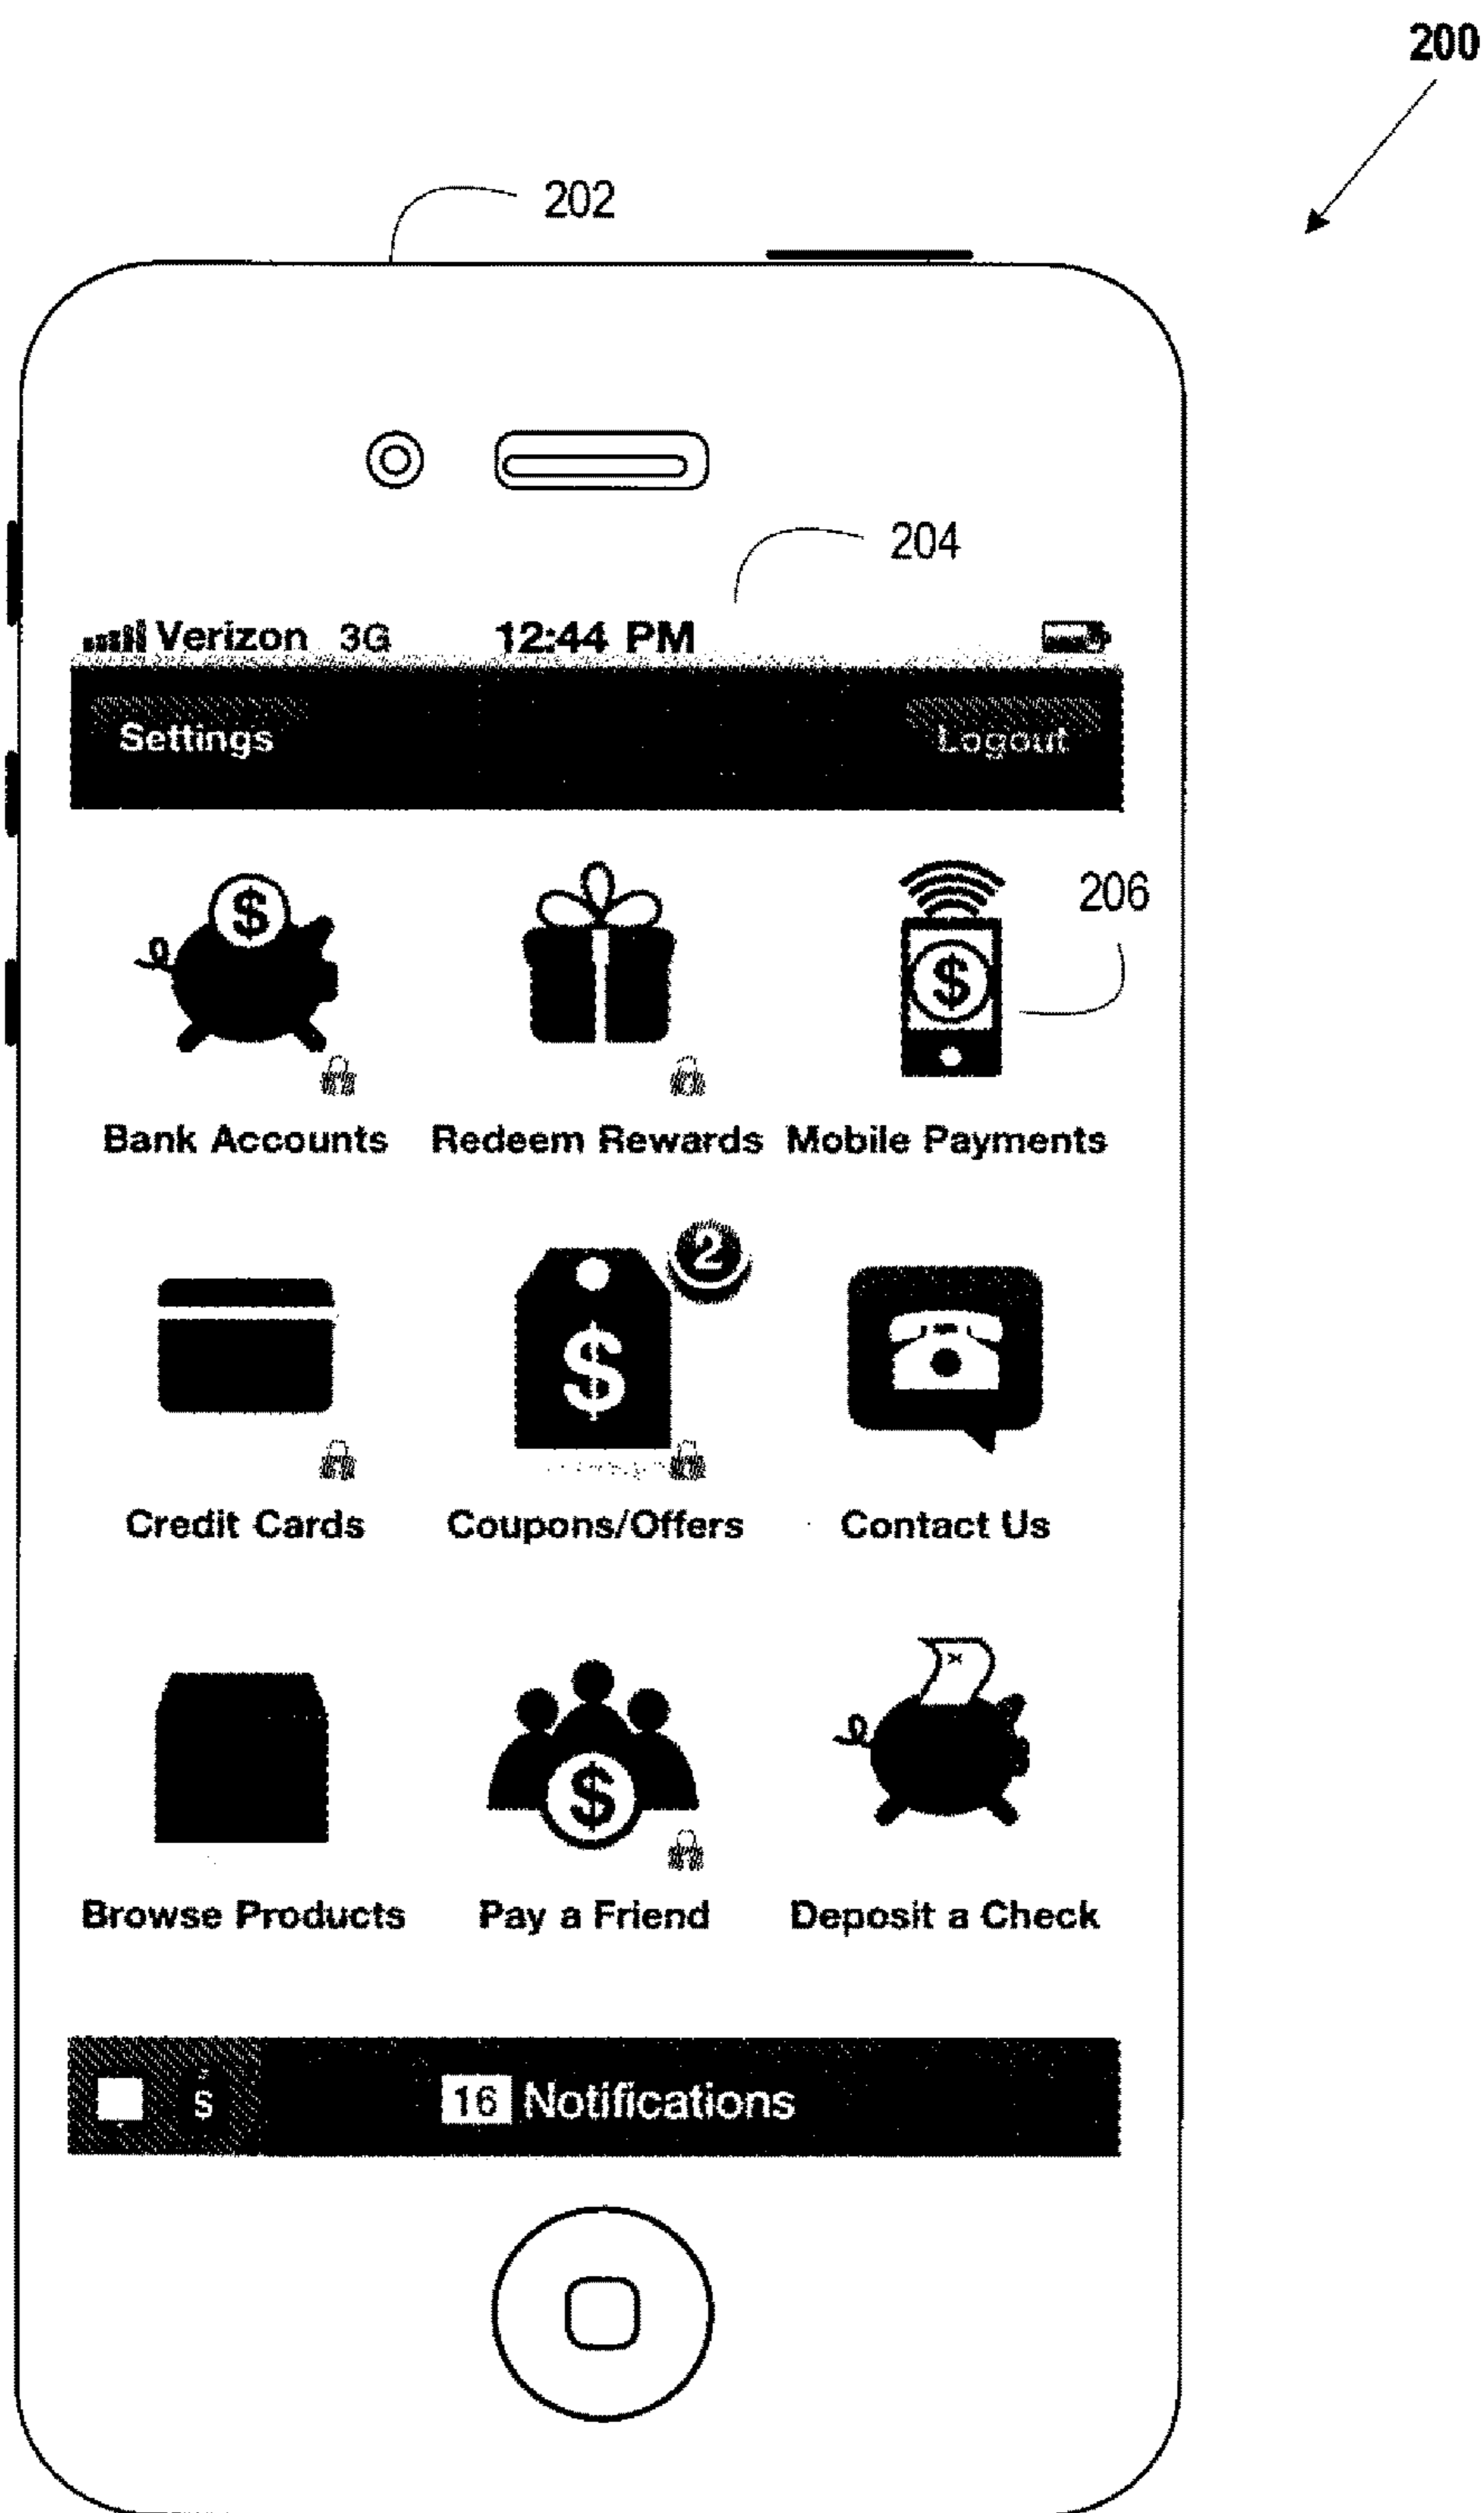 200
202
204
Verizon 3G 12:44 PM
Settings Logout
$
$
206
Bank Accounts Redeem Rewards Mobile Payments
2
$
Credit Cards Coupons/Offers Contact Us
x
$
Browse Products Pay a Friend Deposit a Check
$ 16 Notifications